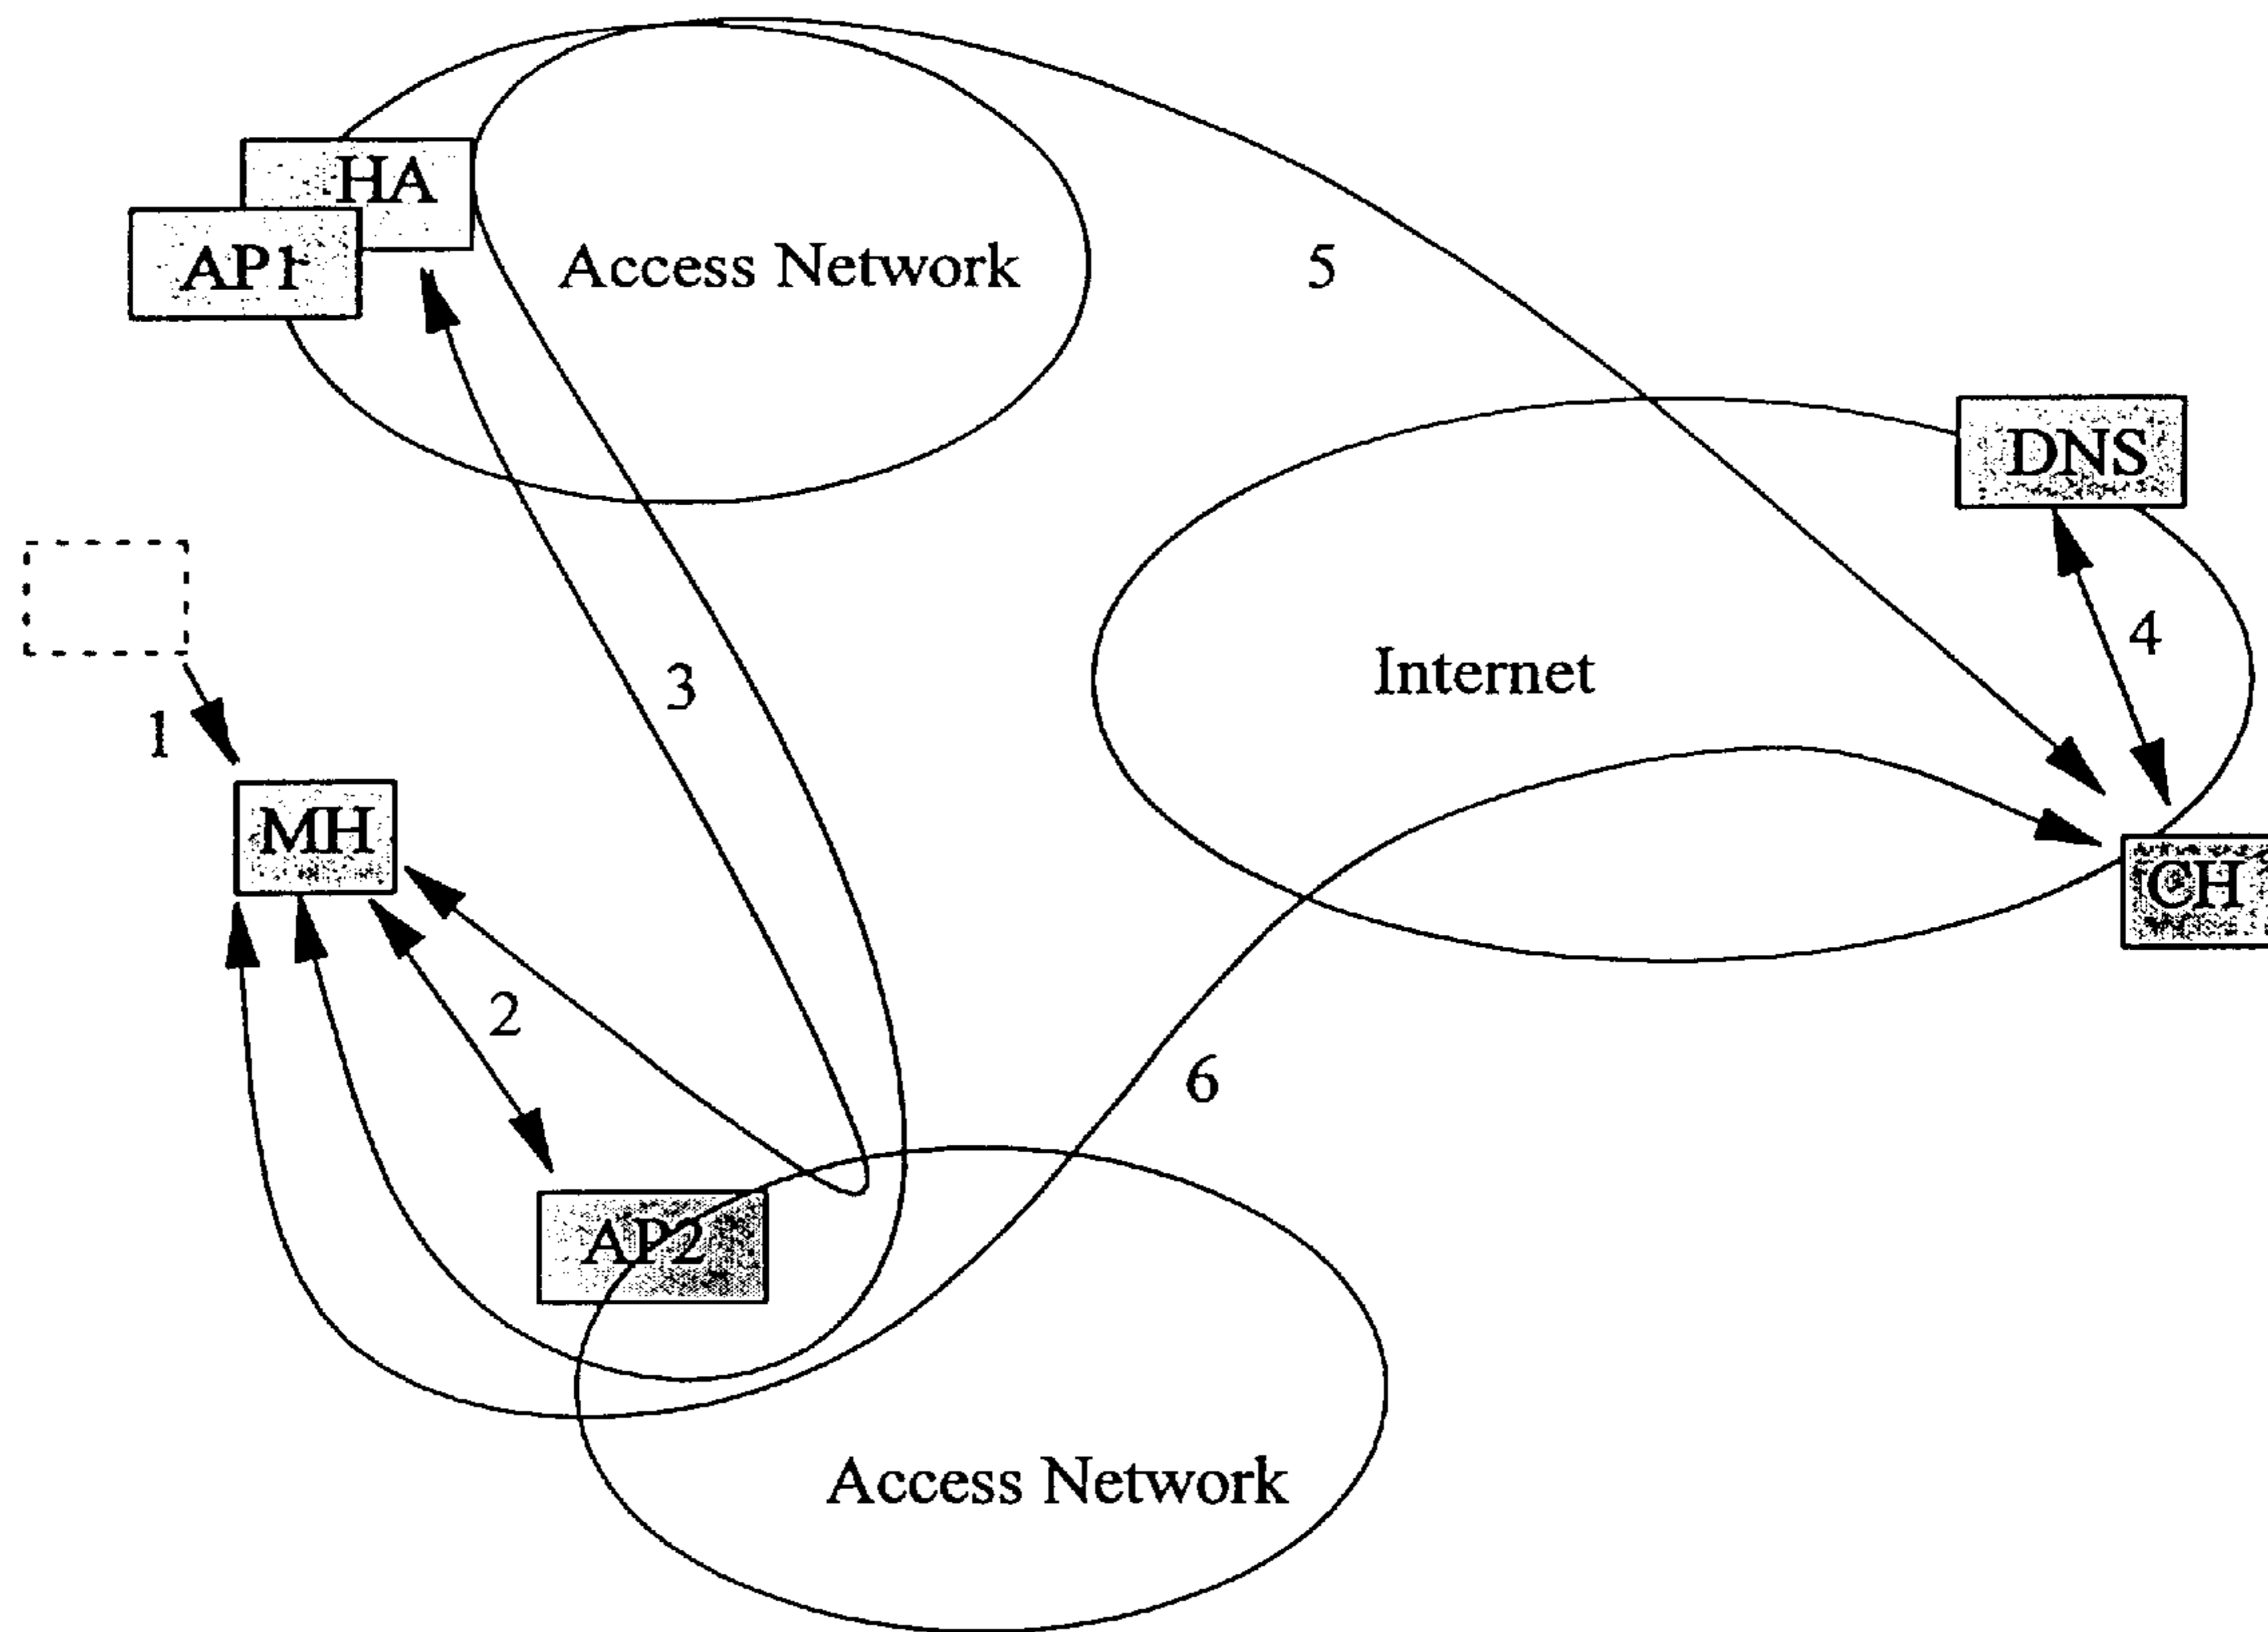 HA
AP1
Access Network
5
DNS
4
Internet
3
1
MH
CH
2
6
AP2
Access Network